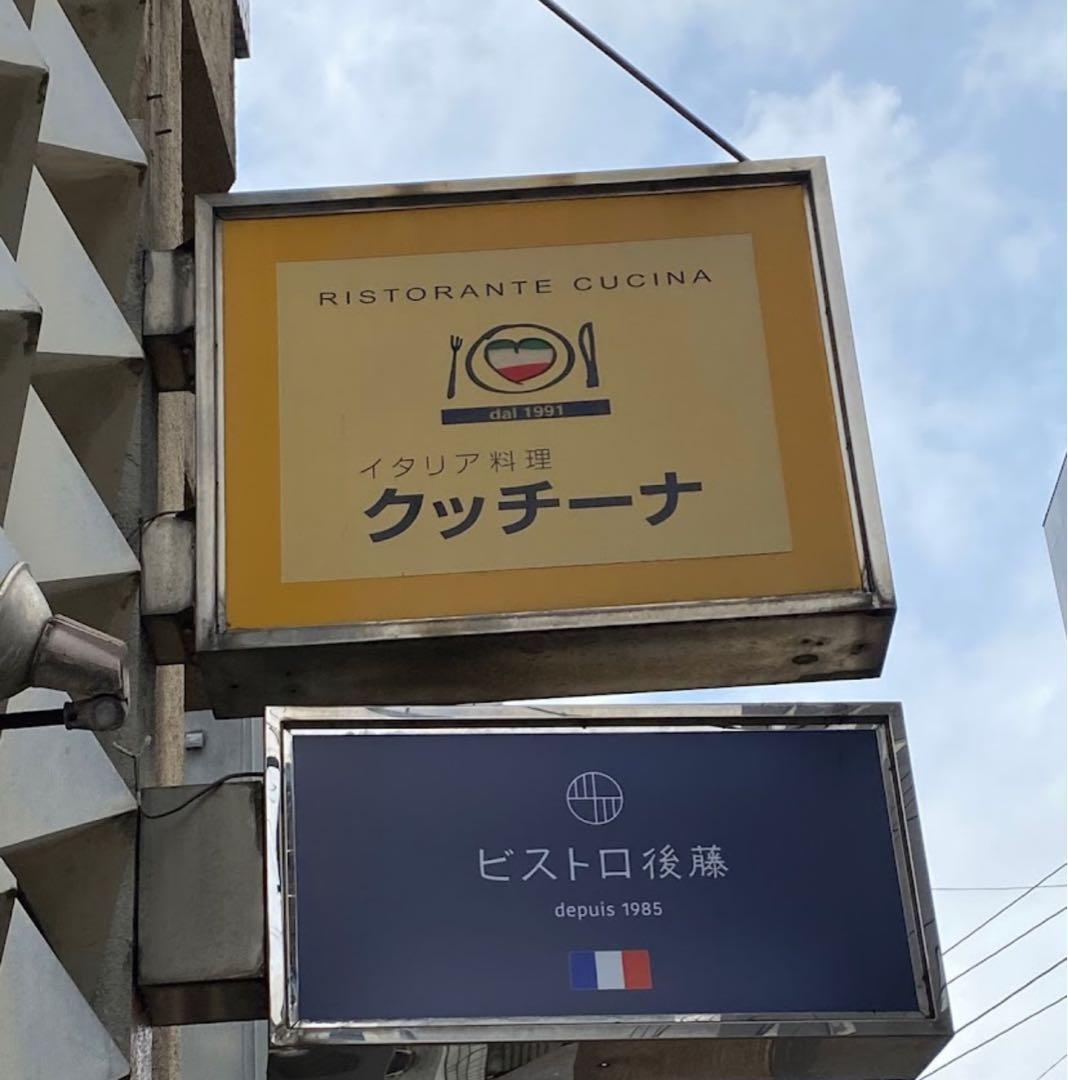 RISTORANTE CUCINA
dal 1991
イタリア料理
クッチーナ
ビストロ後藤
depuis 1985